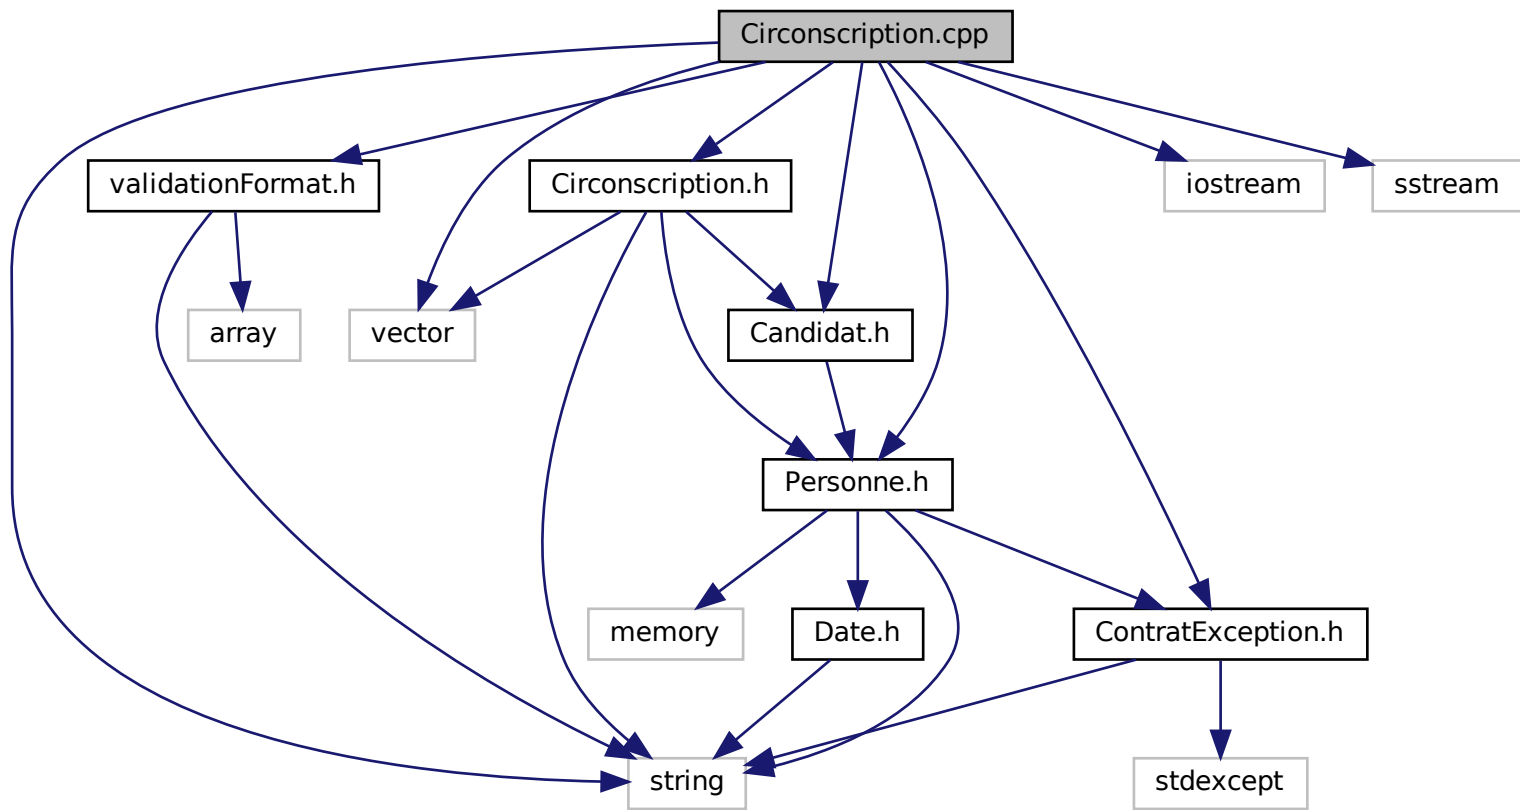 Circonscription.cpp
validationFormat.h
Circonscription.h
iostream
sstream
array
vector
Candidat.h
Personne.h
memory
Date.h
ContratException.h
string
stdexcept